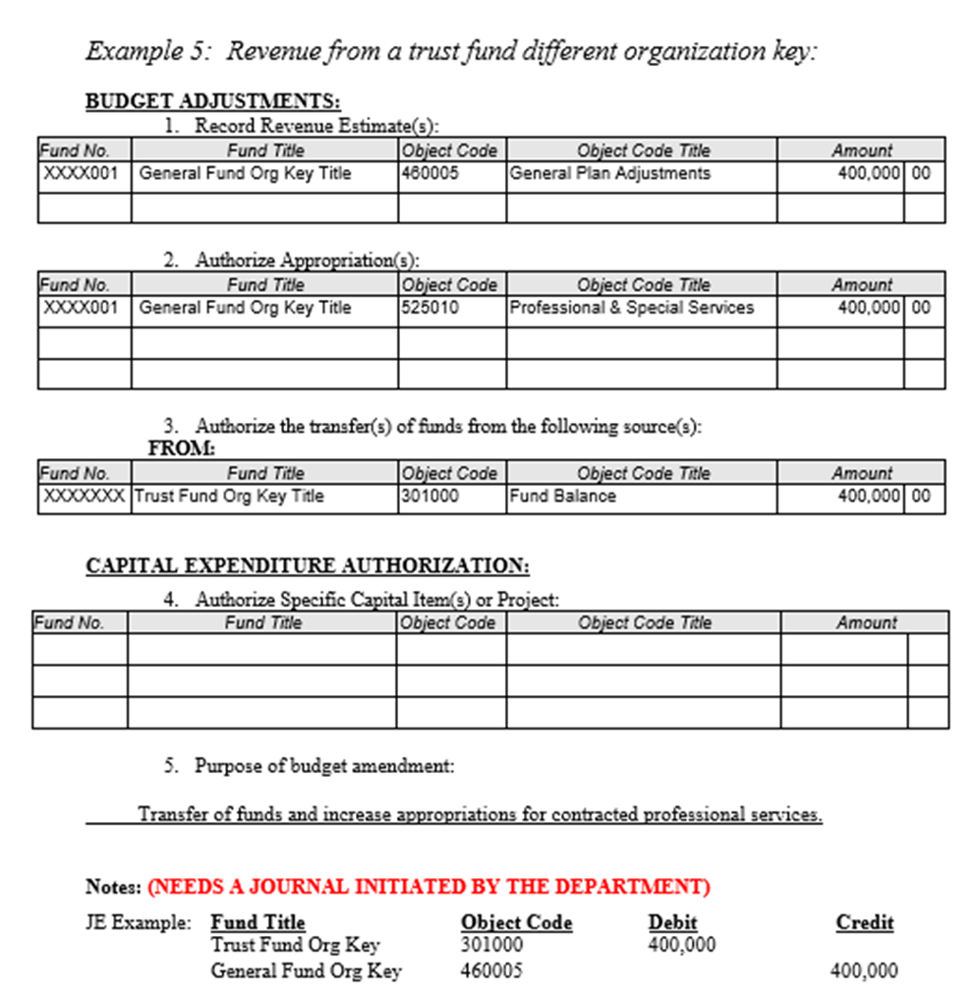 Example 5:  Revenue from a trust fund different organization key:
BUDGET ADJUSTMENTS:
1. Record Revenue Estimate(s):
Fund No. Fund Title Object Code Object Code Title Amount
XXXX001 General Fund Org Key Title 460005 General Plan Adjustments 400,000 00
2. Authorize Appropriation(s):
Fund No. Fund Title Object Code Object Code Title Amount
XXXX001 General Fund Org Key Title 525010 Professional & Special Services 400,000 00
3. Authorize the transfer(s) of funds from the following source(s):
FROM:
Fund No. Fund Title Object Code Object Code Title Amount
XXXXXXX Trust Fund Org Key Title 301000 Fund Balance 400,000 00
CAPITAL EXPENDITURE AUTHORIZATION:
4. Authorize Specific Capital Item(s) or Project:
Fund No. Fund Title Object Code Object Code Title Amount
5. Purpose of budget amendment:
Transfer of funds and increase appropriations for contracted professional services.
Notes: (NEEDS A JOURNAL INITIATED BY THE DEPARTMENT)
JE Example: Fund Title Object Code Debit Credit
Trust Fund Org Key 301000 400,000
General Fund Org Key 460005 400,000